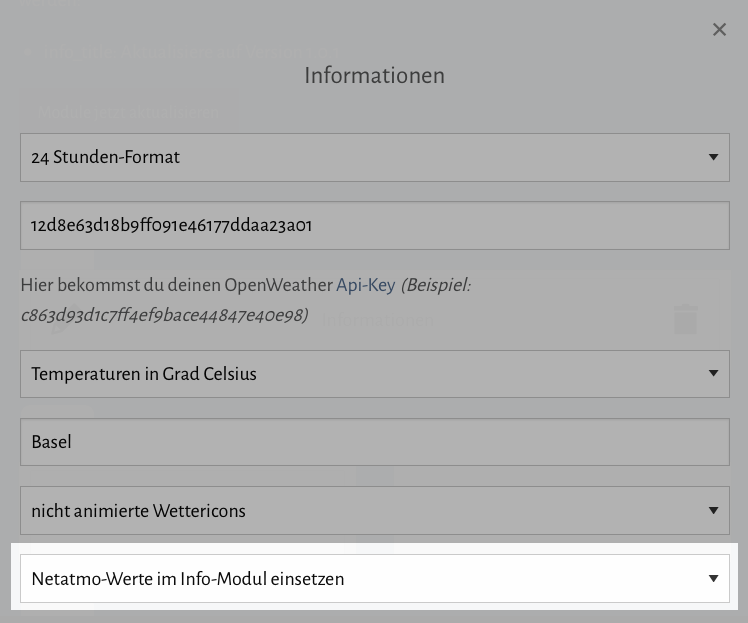 Informationen
24 Stunden-Format
12d8e63d18b9ff091e46177ddaa23a01
Hier bekommst du deinen OpenWeather Api-Key (Beispiel:
c863d93d1c7ff4ef9bace44847e40e98)
Informationen
Temperaturen in Grad Celsius
Basel
nicht animierte Wettericons
Netatmo-Werte im Info-Modul einsetzen